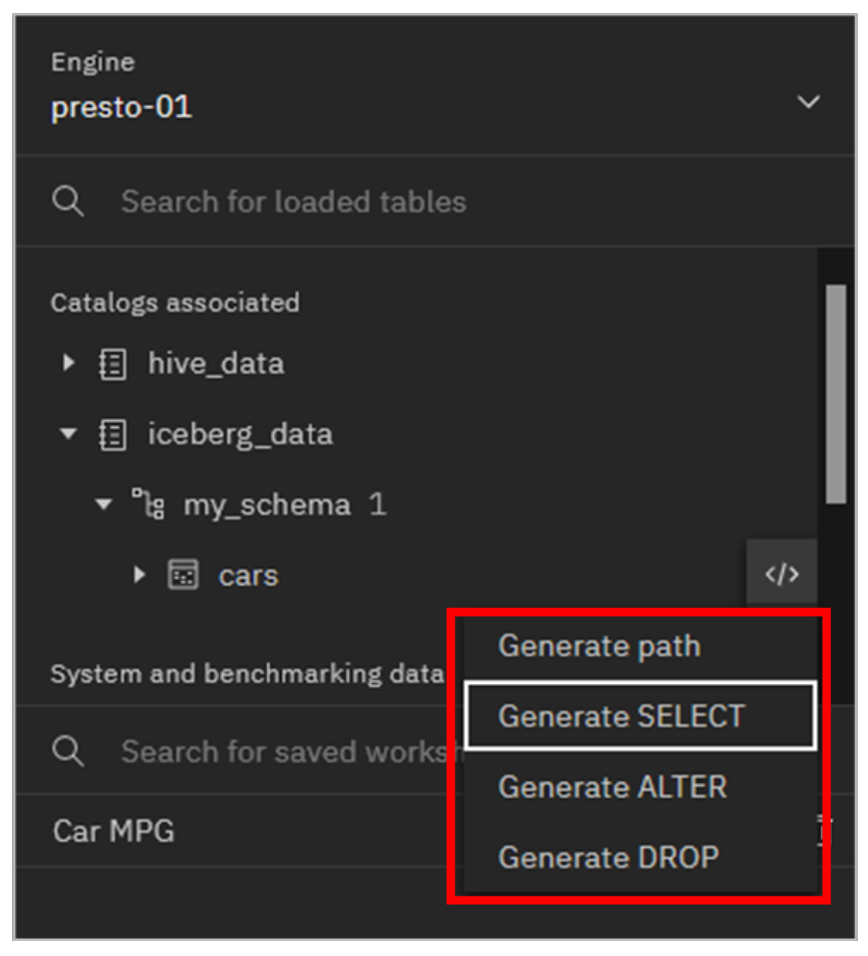 Engine
presto-01
Search for loaded tables
Catalogs associated
hive_data
iceberg_data
my_schema 1
cars
</>
Generate path
System and benchmarking data
Generate SELECT
Search for saved
Generate ALTER
Car MPG
Generate DROP